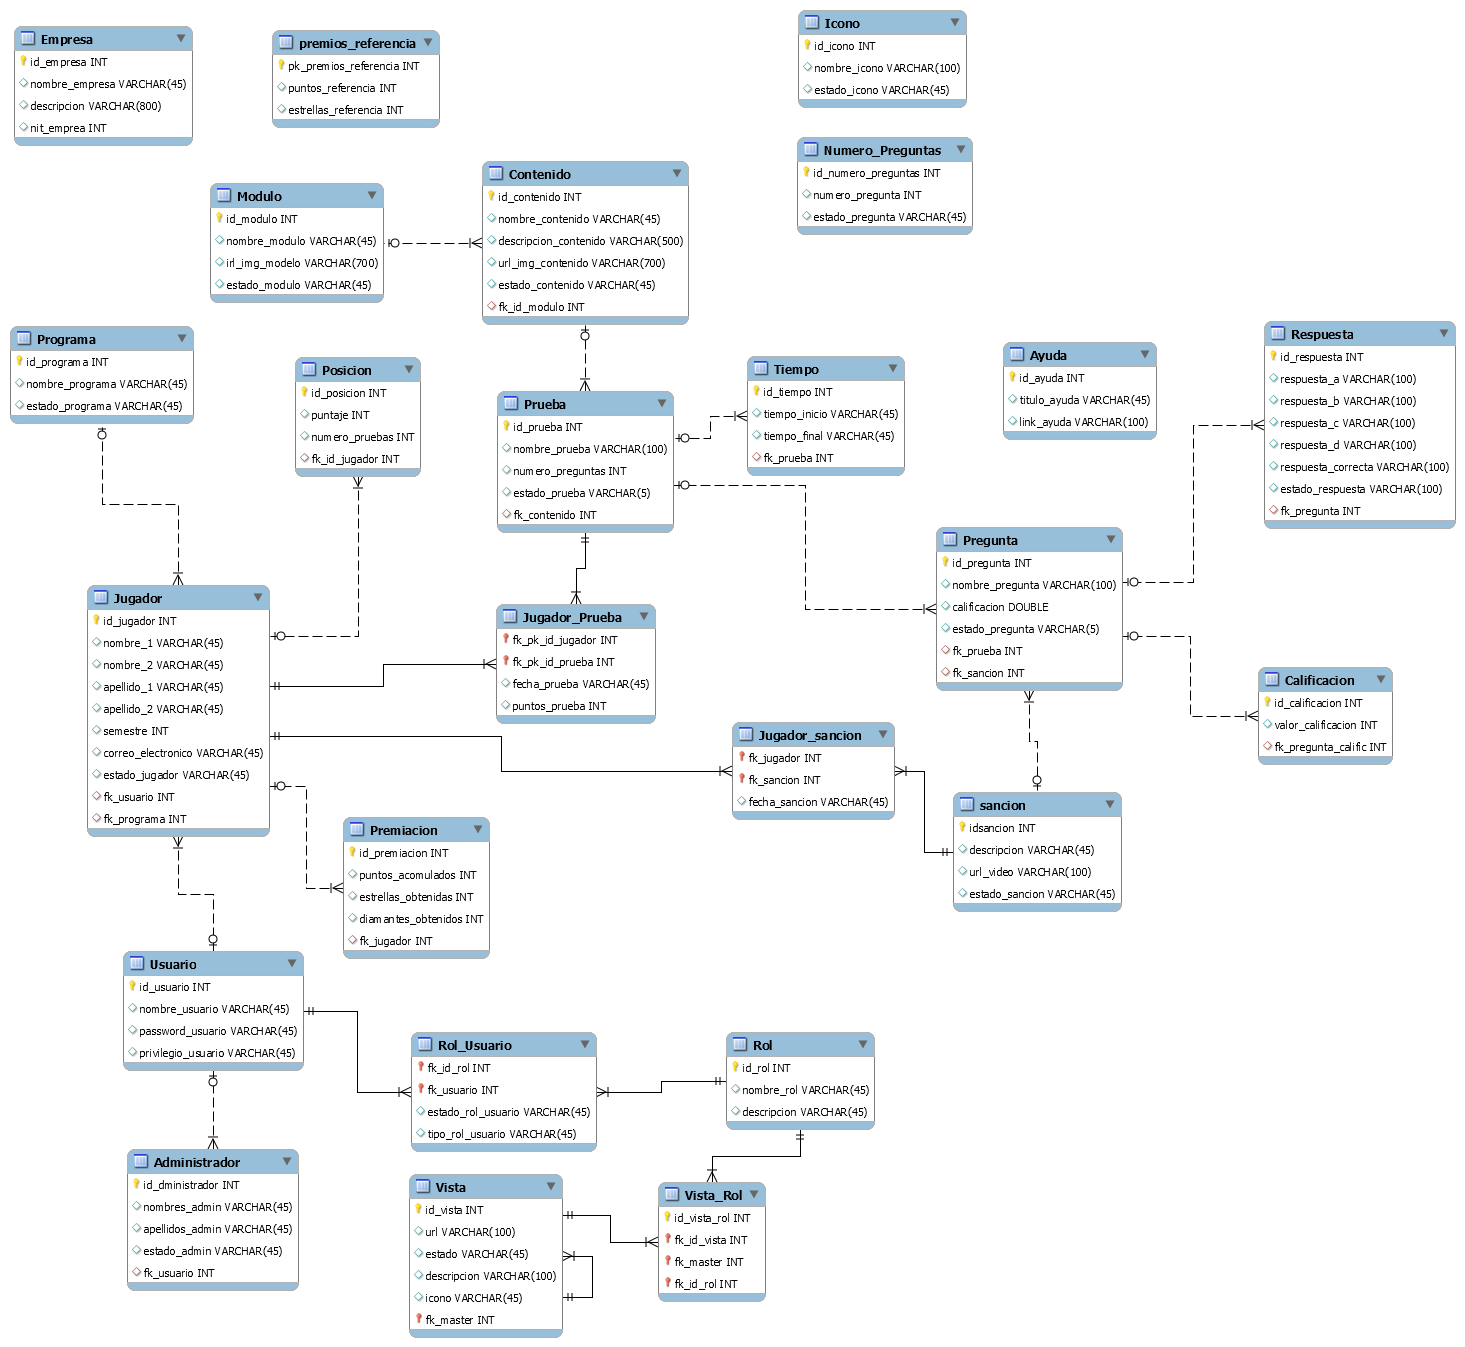 Empresa
id_empresa INT
nombre_empresa VARCHAR(45)
descripcion VARCHAR(800)
nit_emprea INT
premios_referencia
pk_premios_referencia INT
puntos_referencia INT
estrellas_referencia INT
Icono
id_icono INT
nombre_icono VARCHAR(100)
estado_icono VARCHAR(45)
Numero_Preguntas
id_numero_preguntas INT
numero_pregunta INT
estado_pregunta VARCHAR(45)
Modulo
id_modulo INT
nombre_modulo VARCHAR(45)
irl_img_modelo VARCHAR(700)
estado_modulo VARCHAR(45)
Contenido
id_contenido INT
nombre_contenido VARCHAR(45)
descripcion_contenido VARCHAR(500)
url_img_contenido VARCHAR(700)
estado_contenido VARCHAR(45)
fk_id_modulo INT
Programa
id_programa INT
nombre_programa VARCHAR(45)
estado_programa VARCHAR(45)
Posicion
id_posicion INT
puntaje INT
numero_pruebas INT
fk_id_jugador INT
Prueba
id_prueba INT
nombre_prueba VARCHAR(100)
numero_preguntas INT
estado_prueba VARCHAR(5)
fk_contenido INT
Tiempo
id_tiempo INT
tiempo_inicio VARCHAR(45)
tiempo_final VARCHAR(45)
fk_prueba INT
Ayuda
id_ayuda INT
titulo_ayuda VARCHAR(45)
link_ayuda VARCHAR(100)
Respuesta
id_respuesta INT
respuesta_a VARCHAR(100)
respuesta_b VARCHAR(100)
respuesta_c VARCHAR(100)
respuesta_d VARCHAR(100)
respuesta_correcta VARCHAR(100)
estado_respuesta VARCHAR(100)
fk_pregunta INT
Pregunta
id_pregunta INT
nombre_pregunta VARCHAR(100)
calificacion DOUBLE
estado_pregunta VARCHAR(5)
fk_prueba INT
fk_sancion INT
Jugador
id_jugador INT
nombre_1 VARCHAR(45)
nombre_2 VARCHAR(45)
apellido_1 VARCHAR(45)
apellido_2 VARCHAR(45)
semestre INT
correo_electronico VARCHAR(45)
estado_jugador VARCHAR(45)
fk_usuario INT
fk_programa INT
Jugador_Prueba
fk_pk_id_jugador INT
fk_pk_id_prueba INT
fecha_prueba VARCHAR(45)
puntos_prueba INT
Calificacion
id_calificacion INT
valor_calificacion INT
fk_pregunta_calific INT
Jugador_sancion
fk_jugador INT
fk_sancion INT
fecha_sancion VARCHAR(45)
sancion
idsancion INT
descripcion VARCHAR(45)
url_video VARCHAR(100)
estado_sancion VARCHAR(45)
Premiacion
id_premiacion INT
puntos_acomulados INT
estrellas_obtenidas INT
diamantes_obtenidos INT
fk_jugador INT
Usuario
id_usuario INT
nombre_usuario VARCHAR(45)
password_usuario VARCHAR(45)
privilegio_usuario VARCHAR(45)
Rol_Usuario
fk_id_rol INT
fk_usuario INT
estado_rol_usuario VARCHAR(45)
tipo_rol_usuario VARCHAR(45)
Rol
id_rol INT
nombre_rol VARCHAR(45)
descripcion VARCHAR(45)
Administrador
id_dministrador INT
nombres_admin VARCHAR(45)
apellidos_admin VARCHAR(45)
estado_admin VARCHAR(45)
fk_usuario INT
Vista
id_vista INT
url VARCHAR(100)
estado VARCHAR(45)
descripcion VARCHAR(100)
icono VARCHAR(45)
fk_master INT
Vista_Rol
id_vista_rol INT
fk_id_vista INT
fk_master INT
fk_id_rol INT